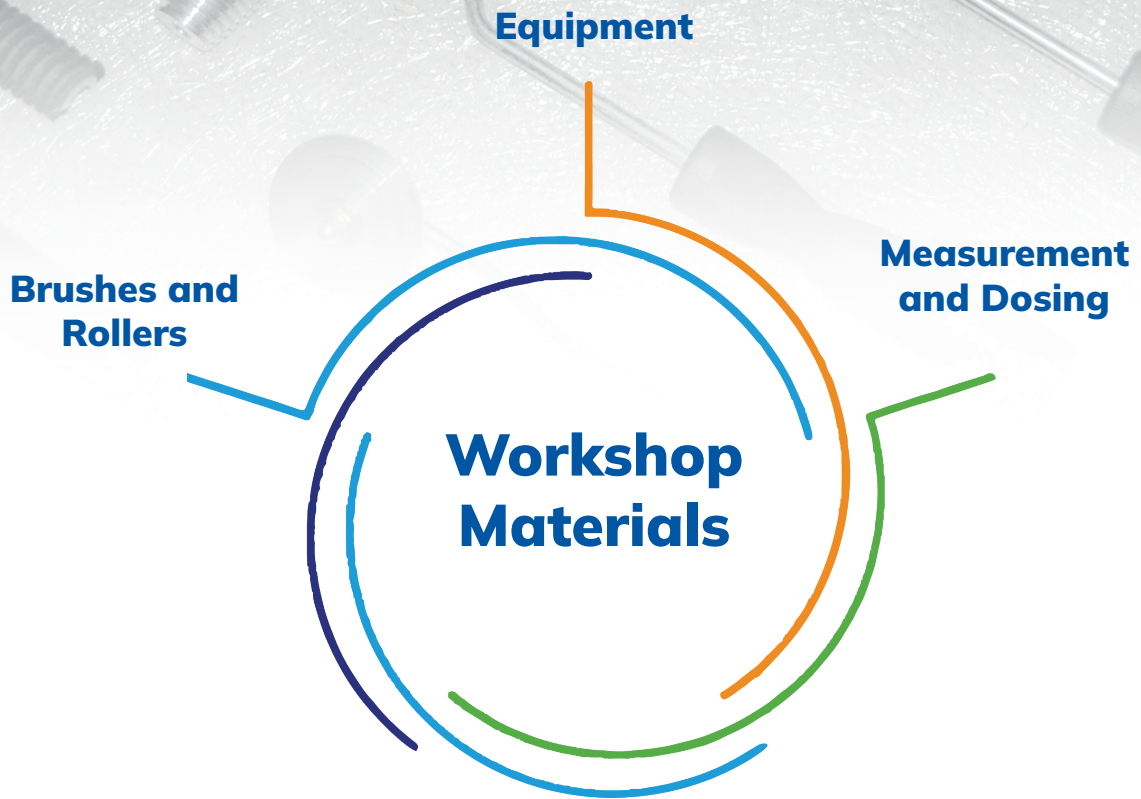 Equipment
Measurement
and Dosing
Brushes and
Rollers
Workshop
Materials